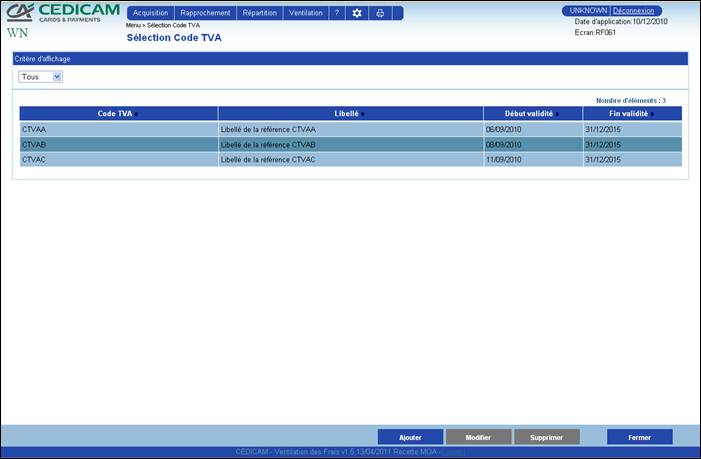 CEDICAM
CARDS & PAYMENTS
WN
Acquisition Rapprochement Répartition Ventilation ?
Menu > Sélection Code TVA
Sélection Code TVA
UNKNOWN | Déconnexion
Date d'application:10/12/2010
Ecran:RF061
Critère d'affichage
Tous
Nombre d'éléments : 3
Code TVA Libellé Début validité Fin validité
CTVAA Libellé de la référence CTVAA 06/09/2010 31/12/2015
CTVAB Libellé de la référence CTVAB 08/09/2010 31/12/2015
CTVAC Libellé de la référence CTVAC 11/09/2010 31/12/2015
Ajouter Modifier Supprimer Fermer
CEDICAM - Ventilation des Frais v1.6 13/04/2011 Recette MOA -